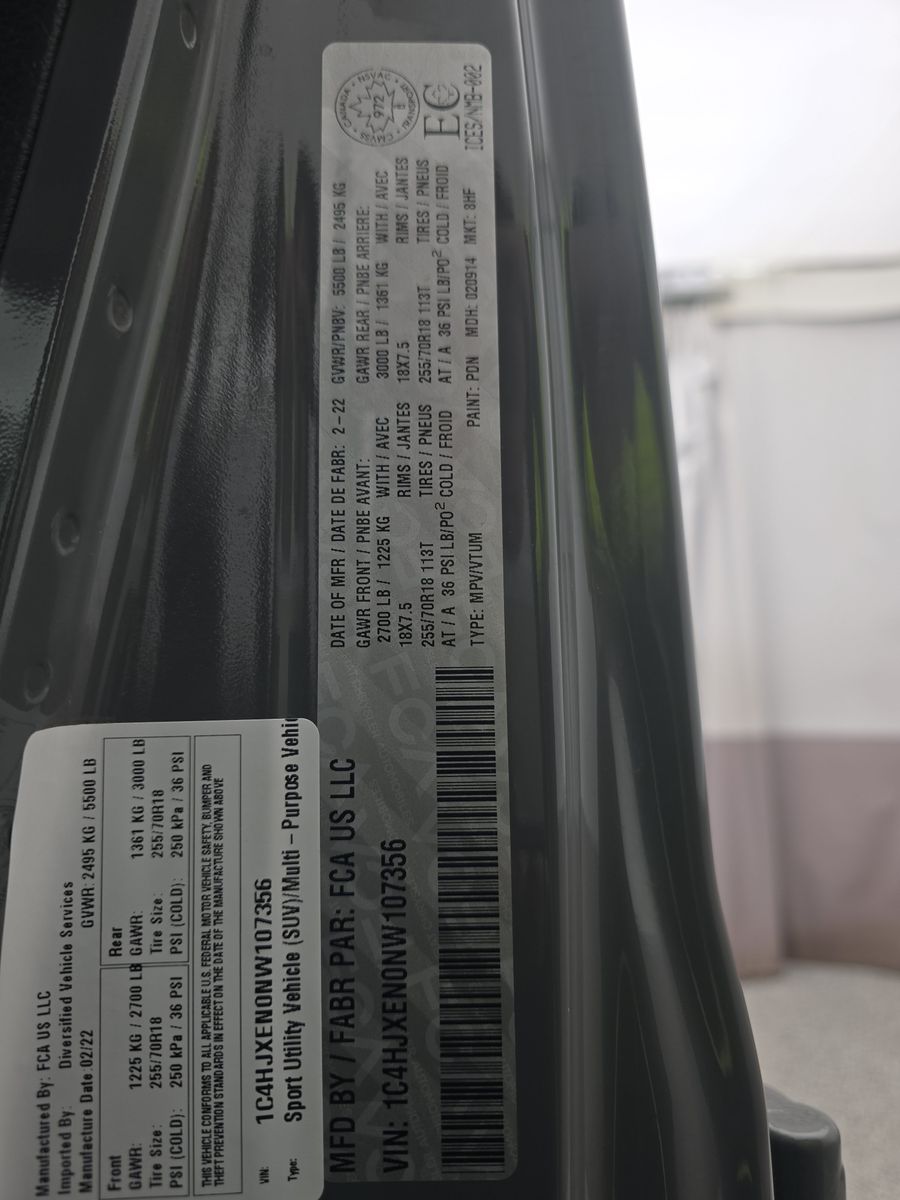 Manufactured By: FCA US LLC
Imported By: Diversified Vehicle Services
Manufacture Date: 02/22 GVWR: 2495 KG / 5500 LB
Front Rear
GAWR: 1225 KG / 2700 LB GAWR: 1361 KG / 3000 LB
Tire Size: 255/70R18 Tire Size: 255/70R18
PSI (COLD): 250 kPa / 36 PSI PSI (COLD): 250 kPa / 36 PSI
THIS VEHICLE CONFORMS TO ALL APPLICABLE U.S. FEDERAL MOTOR VEHICLE SAFETY, BUMPER AND
THEFT PREVENTION STANDARDS IN EFFECT ON THE DATE OF THE MANUFACTURE SHOWN ABOVE
VIN: 1C4HJXEN0NW107356
Type: Sport Utility Vehicle (SUV)/Multi – Purpose Vehic
MFD BY / FABR PAR: FCA US LLC
VIN: 1C4HJXEN0NW107356
DATE OF MFR / DATE DE FABR: 2–22 GVWR/PNBV: 5500 LB / 2495 KG
GAWR FRONT / PNBE AVANT: GAWR REAR / PNBE ARRIERE:
2700 LB / 1225 KG WITH / AVEC 3000 LB / 1361 KG WITH / AVEC
18X7.5 RIMS / JANTES 18X7.5 RIMS / JANTES
255/70R18 113T TIRES / PNEUS 255/70R18 113T TIRES / PNEUS
AT / A 36 PSI LB/PO² COLD / FROID AT / A 36 PSI LB/PO² COLD / FROID
TYPE: MPV/VTUM PAINT: PDN MDH: 020914 MKT: 8HF
CANADA • NSVAC • TRANSPORT • CMVSS
972
EC
ICES/NMB-002